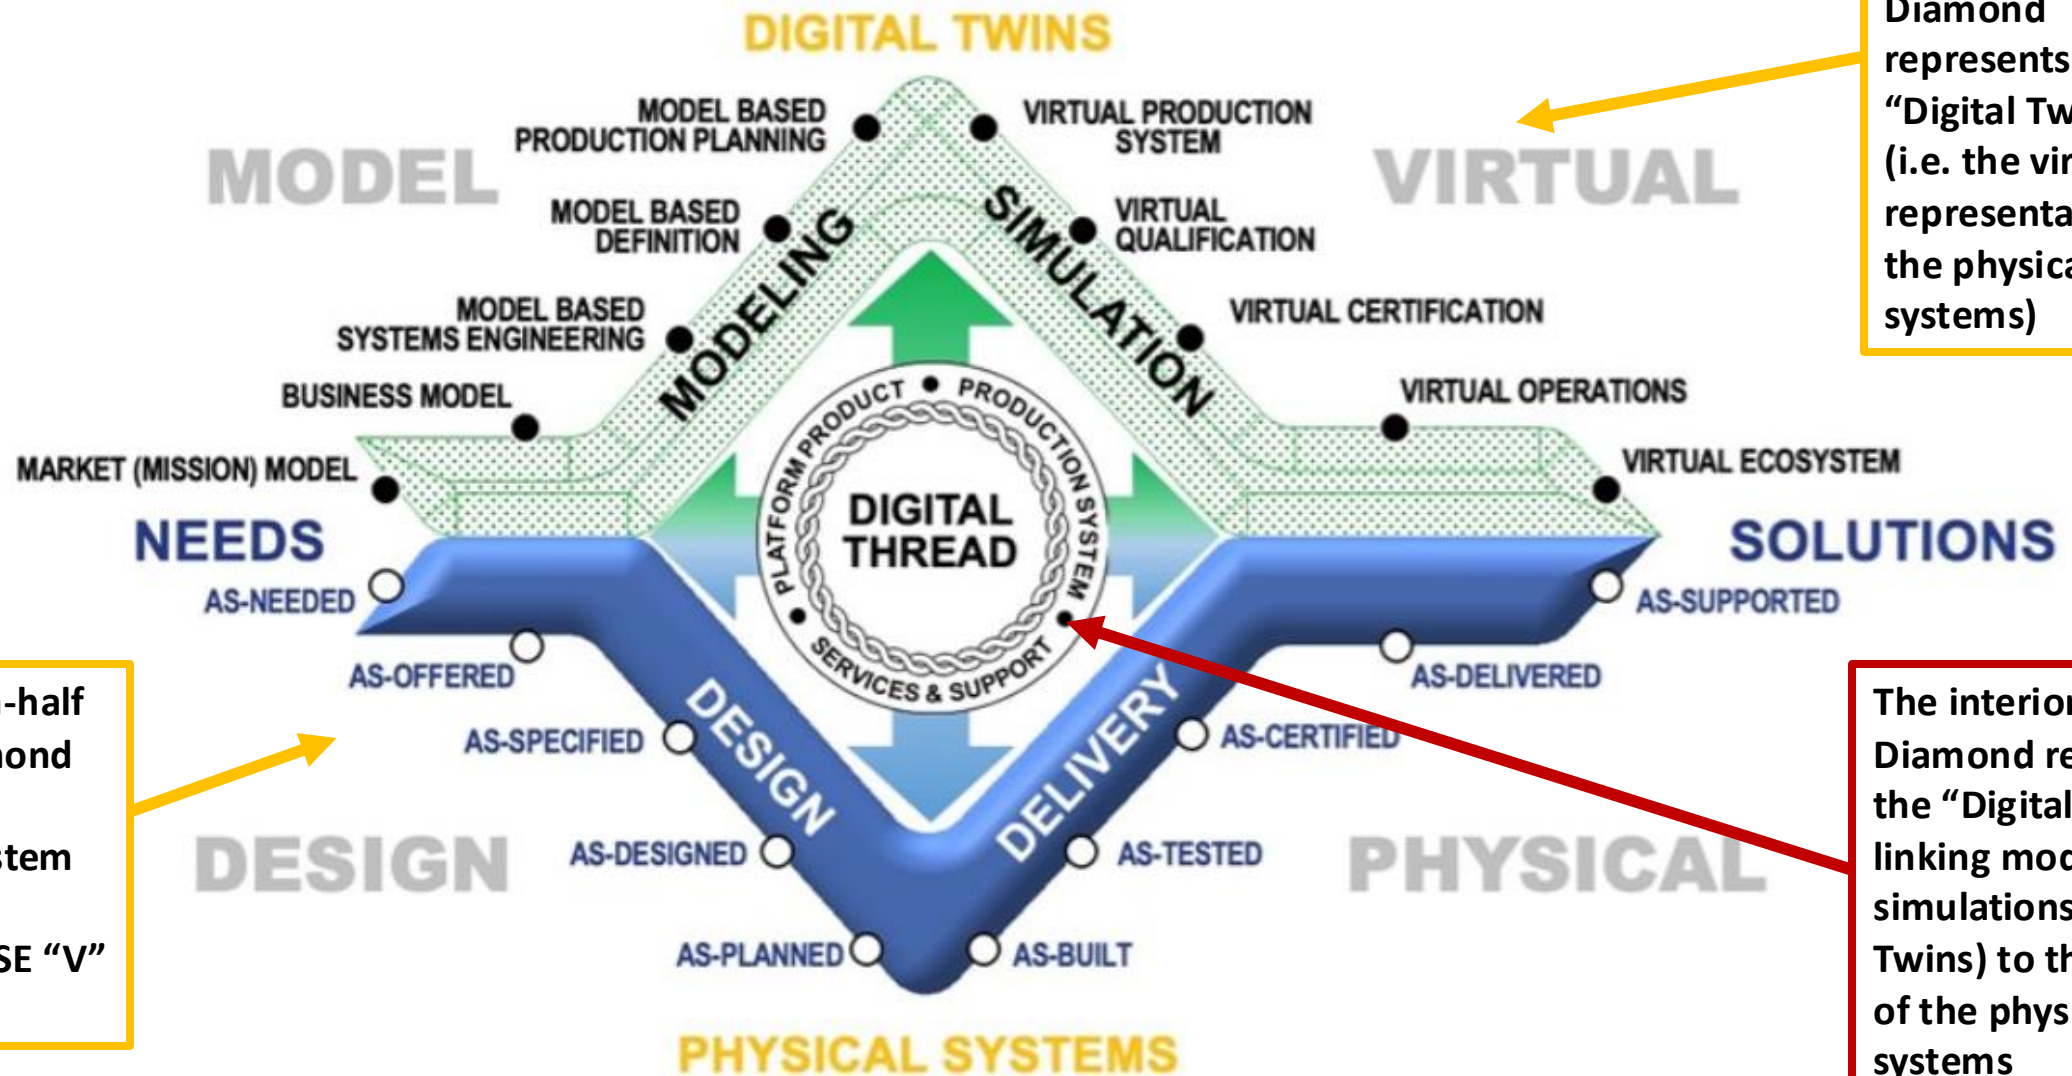 DIGITAL TWINS
Diamond
represents
“Digital Tw
(i.e. the vir
representa
the physica
systems)
MODEL
VIRTUAL
MODEL BASED
PRODUCTION PLANNING
VIRTUAL PRODUCTION
SYSTEM
MODEL BASED
DEFINITION
VIRTUAL
QUALIFICATION
MODELING
SIMULATION
MODEL BASED
SYSTEMS ENGINEERING
VIRTUAL CERTIFICATION
BUSINESS MODEL
VIRTUAL OPERATIONS
MARKET (MISSION) MODEL
VIRTUAL ECOSYSTEM
PLATFORM PRODUCT • PRODUCTION SYSTEM • SERVICES & SUPPORT •
DIGITAL
THREAD
NEEDS
SOLUTIONS
AS-NEEDED
AS-SUPPORTED
AS-OFFERED
AS-DELIVERED
AS-SPECIFIED
AS-CERTIFIED
DESIGN
DELIVERY
AS-DESIGNED
AS-TESTED
DESIGN
PHYSICAL
AS-PLANNED
AS-BUILT
PHYSICAL SYSTEMS
-half
ond
stem
SE “V”
The interior
Diamond re
the “Digital
linking mod
simulations
Twins) to th
of the phys
systems